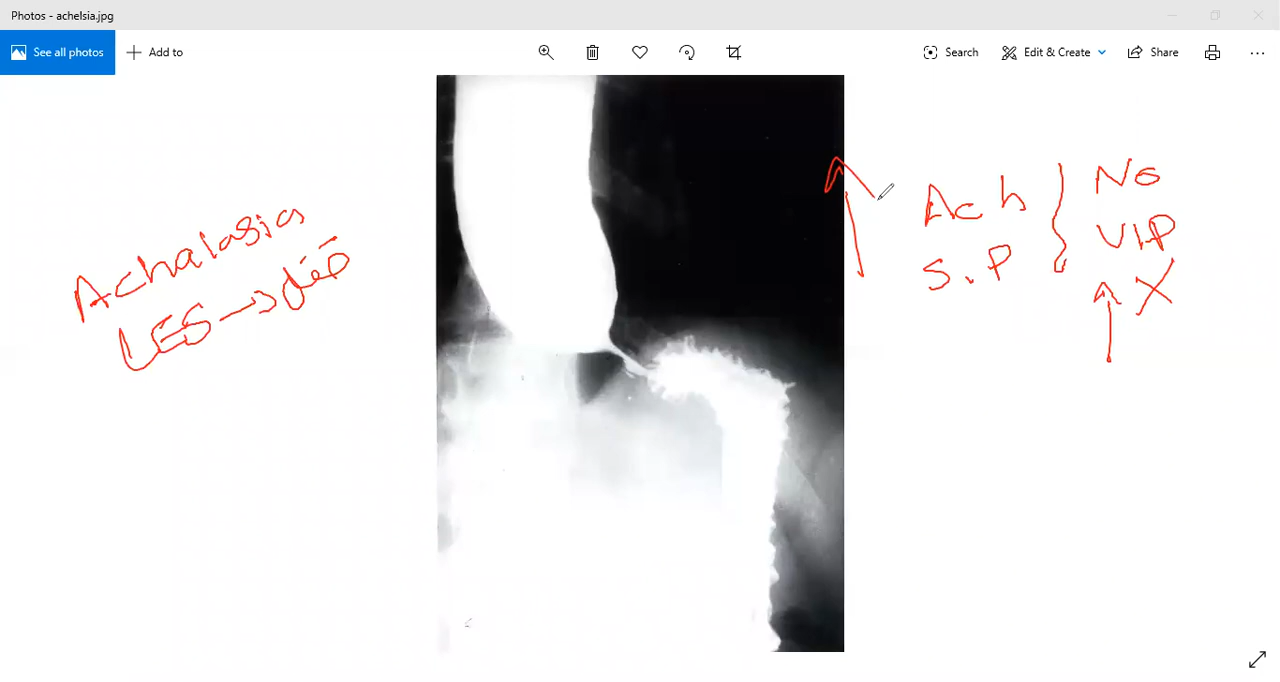 Photos - achelsia.jpg
See all photos
Add to
Search
Edit & Create
Share
Achalasia
LES →
Ach
S.P
NO
VIP
X